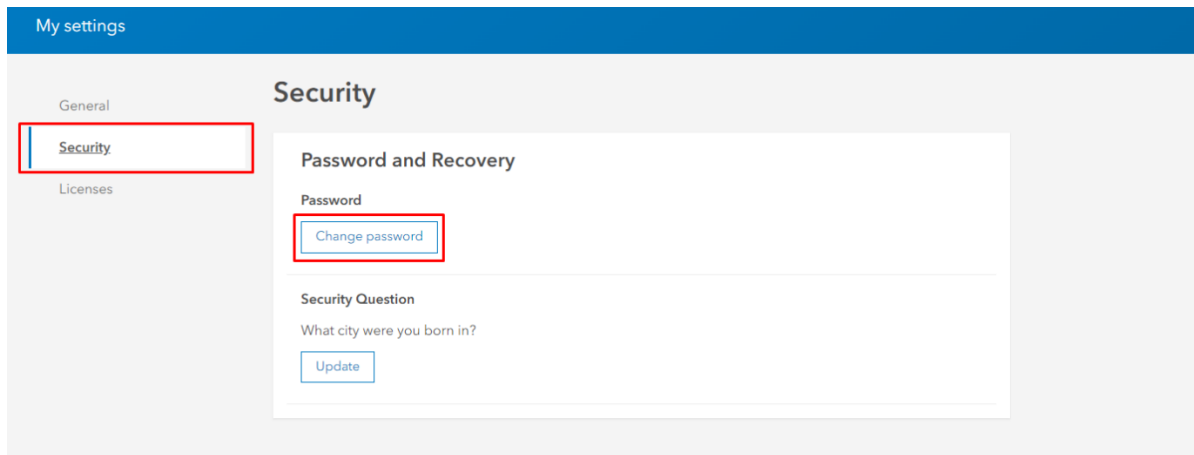 My settings
General
Security
Licenses
Security
Password and Recovery
Password
Change password
Security Question
What city were you born in?
Update